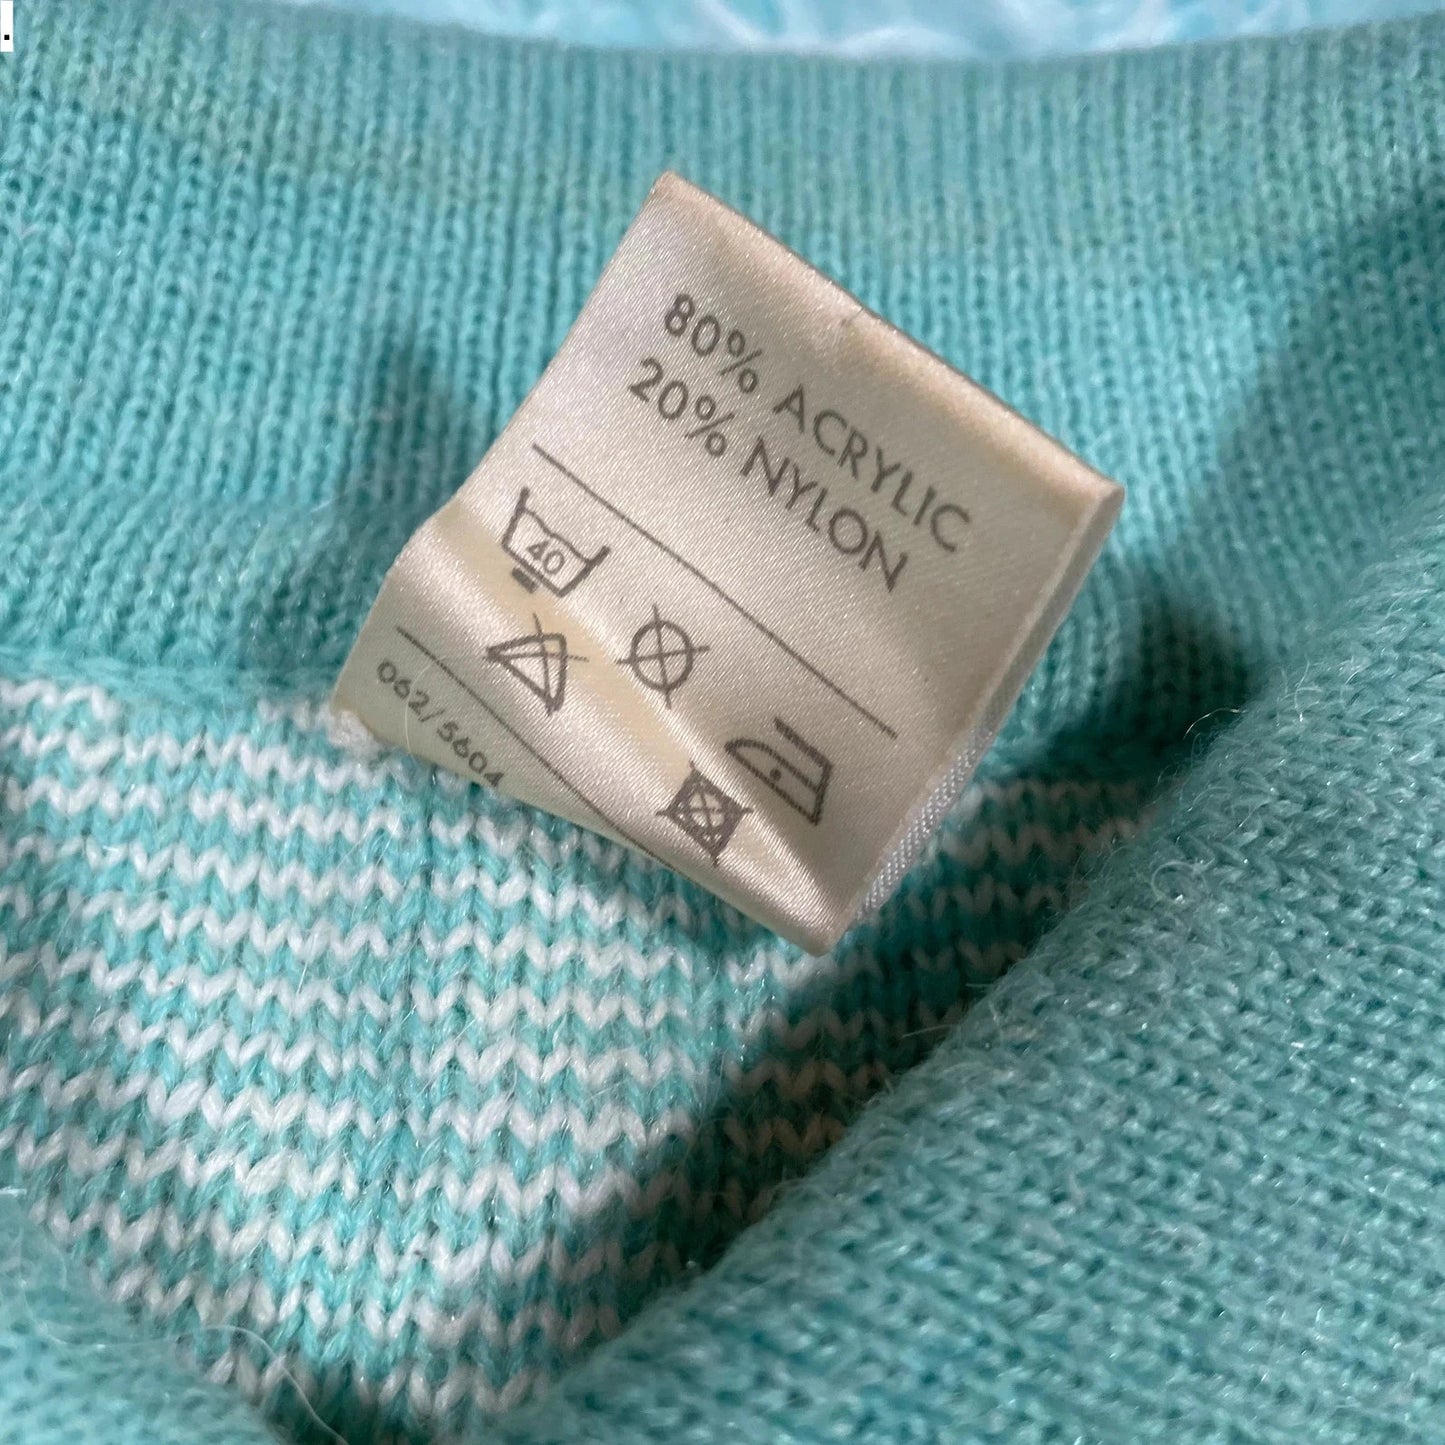 .
80% ACRYLIC
20% NYLON
40
062/5604